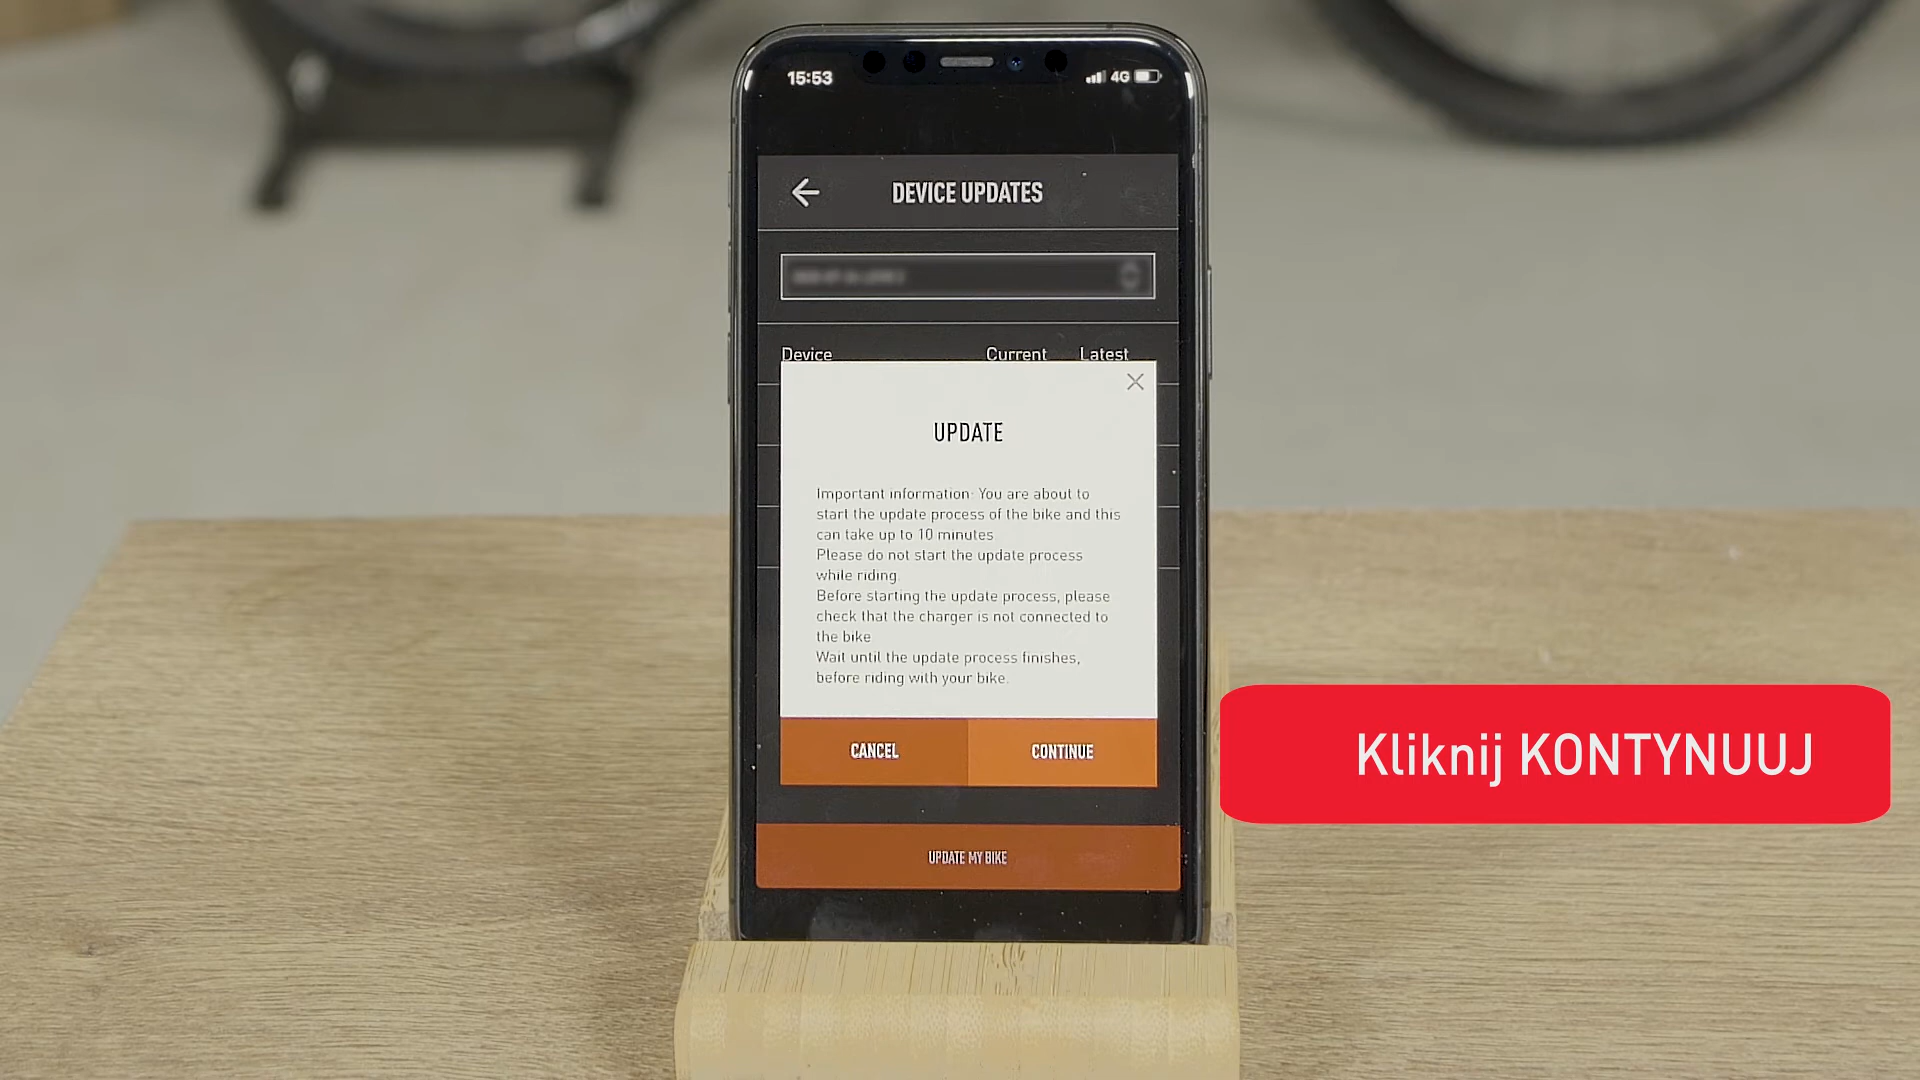 15:53
4G
DEVICE UPDATES
Device Current Latest
UPDATE
Important information: You are about to
start the update process of the bike and this
can take up to 10 minutes.
Please do not start the update process
while riding.
Before starting the update process, please
check that the charger is not connected to
the bike
Wait until the update process finishes,
before riding with your bike.
CANCEL CONTINUE
Kliknij KONTYNUUJ
UPDATE MY BIKE